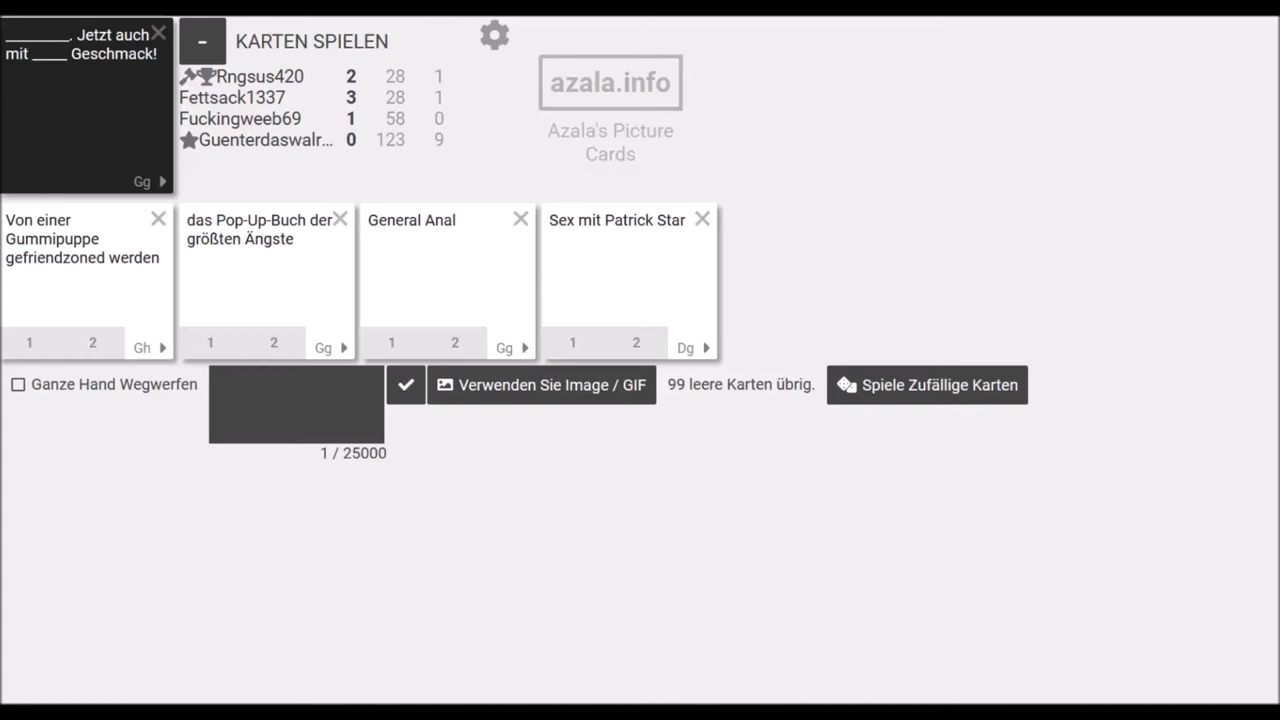 ________. Jetzt auch
mit _____ Geschmack!
Gg
-
KARTEN SPIELEN
Rngsus420 2 28 1
Fettsack1337 3 28 1
Fuckingweeb69 1 58 0
Guenterdaswalr... 0 123 9
azala.info
Azala's Picture
Cards
Von einer
Gummipuppe
gefriendzoned werden
1 2 Gh
das Pop-Up-Buch der
größten Ängste
1 2 Gg
General Anal
1 2 Gg
Sex mit Patrick Star
1 2 Dg
Ganze Hand Wegwerfen
Verwenden Sie Image / GIF
99 leere Karten übrig.
Spiele Zufällige Karten
1 / 25000